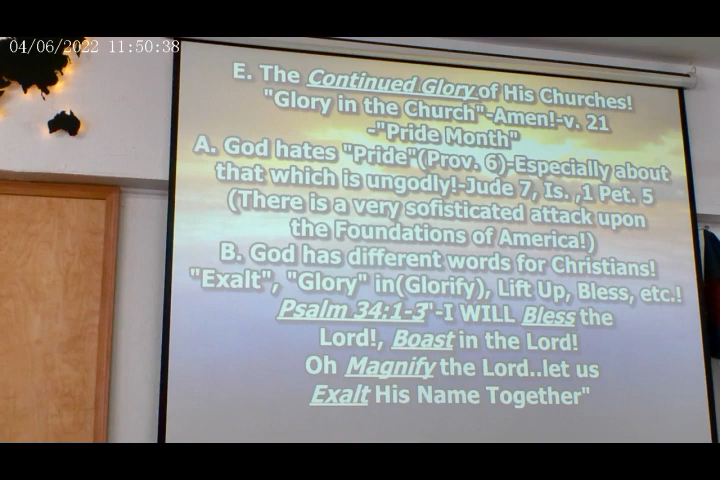 04/06/2022 11:50:38
E. The Continued Glory of His Churches!
"Glory in the Church"-Amen!-v. 21
-"Pride Month"
A. God hates "Pride"(Prov. 6)-Especially about
that which is ungodly!-Jude 7, Is. ,1 Pet. 5
(There is a very sofisticated attack upon
the Foundations of America!)
B. God has different words for Christians!
"Exalt", "Glory" in(Glorify), Lift Up, Bless, etc.!
Psalm 34:1-3"-I WILL Bless the
Lord!, Boast in the Lord!
Oh Magnify the Lord..let us
Exalt His Name Together"